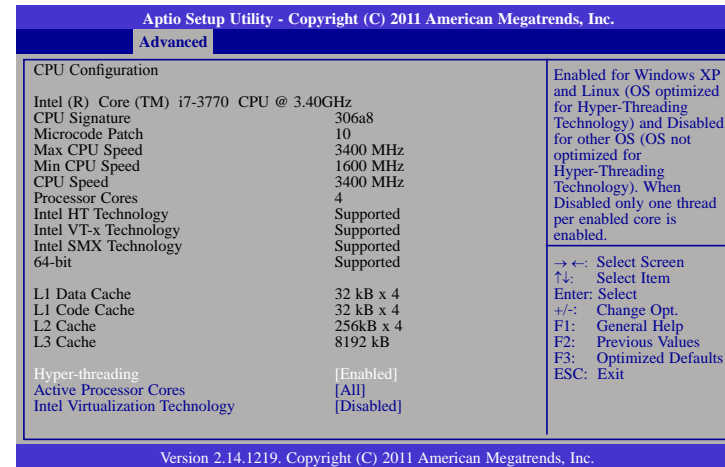 Aptio Setup Utility - Copyright (C) 2011 American Megatrends, Inc.
Advanced
CPU Configuration
Intel (R) Core (TM) i7-3770 CPU @ 3.40GHz
CPU Signature 306a8
Microcode Patch 10
Max CPU Speed 3400 MHz
Min CPU Speed 1600 MHz
CPU Speed 3400 MHz
Processor Cores 4
Intel HT Technology Supported
Intel VT-x Technology Supported
Intel SMX Technology Supported
64-bit Supported
L1 Data Cache 32 kB x 4
L1 Code Cache 32 kB x 4
L2 Cache 256kB x 4
L3 Cache 8192 kB
Hyper-threading [Enabled]
Active Processor Cores [All]
Intel Virtualization Technology [Disabled]
Enabled for Windows XP
and Linux (OS optimized
for Hyper-Threading
Technology) and Disabled
for other OS (OS not
optimized for
Hyper-Threading
Technology). When
Disabled only one thread
per enabled core is
enabled.
→←: Select Screen
↑↓: Select Item
Enter: Select
+/-: Change Opt.
F1: General Help
F2: Previous Values
F3: Optimized Defaults
ESC: Exit
Version 2.14.1219. Copyright (C) 2011 American Megatrends, Inc.